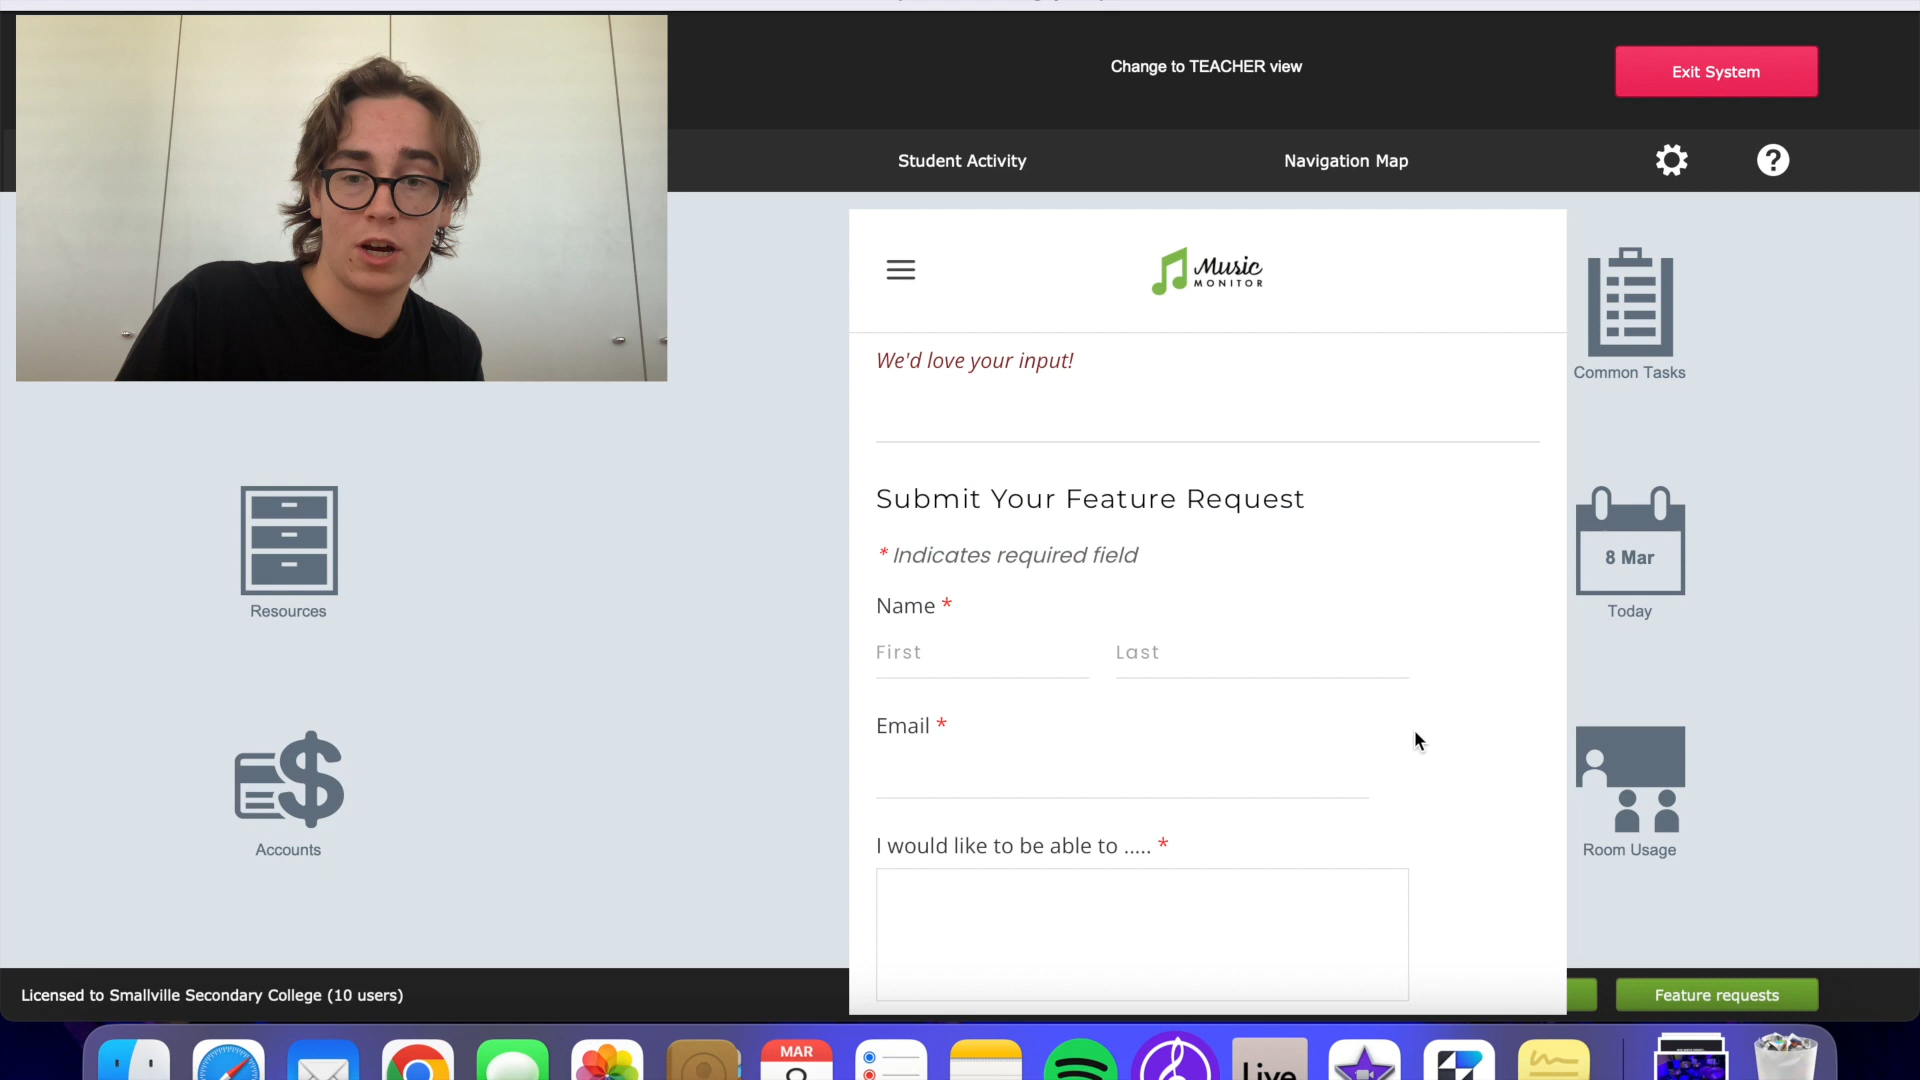 Change to TEACHER view
Exit System
Student Activity
Navigation Map
?
Music
MONITOR
We'd love your input!
Common Tasks
Submit Your Feature Request
* Indicates required field
Name *
First
Last
Email *
I would like to be able to ..... *
Resources
8 Mar
Today
Accounts
Room Usage
Licensed to Smallville Secondary College (10 users)
Feature requests
MAR
Live